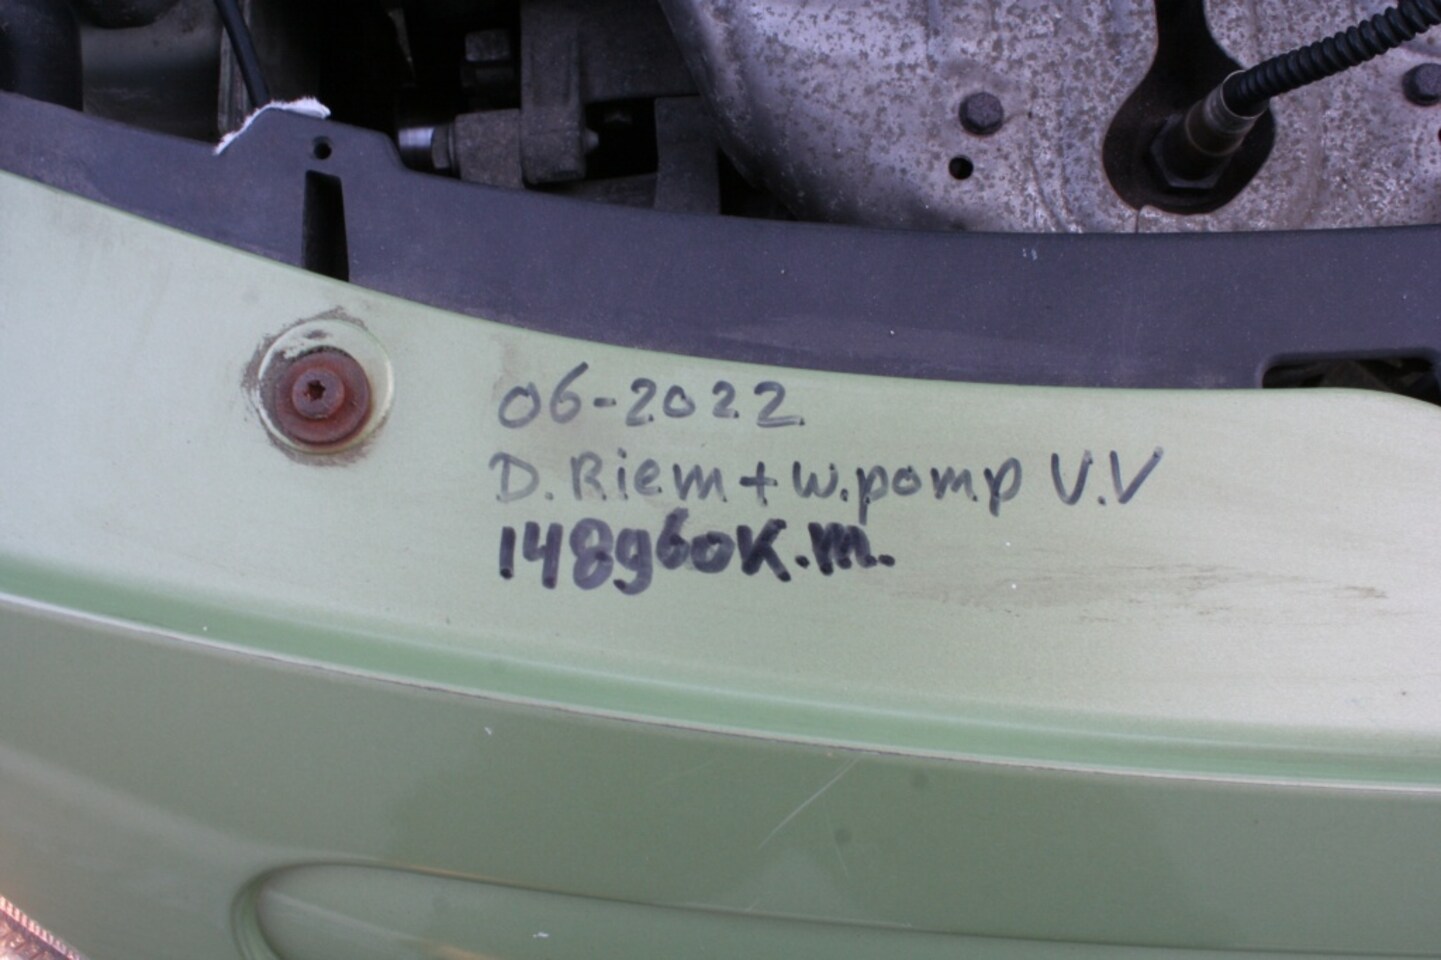 06-2022
D. Riem + w.pomp V.V
148960K.m.